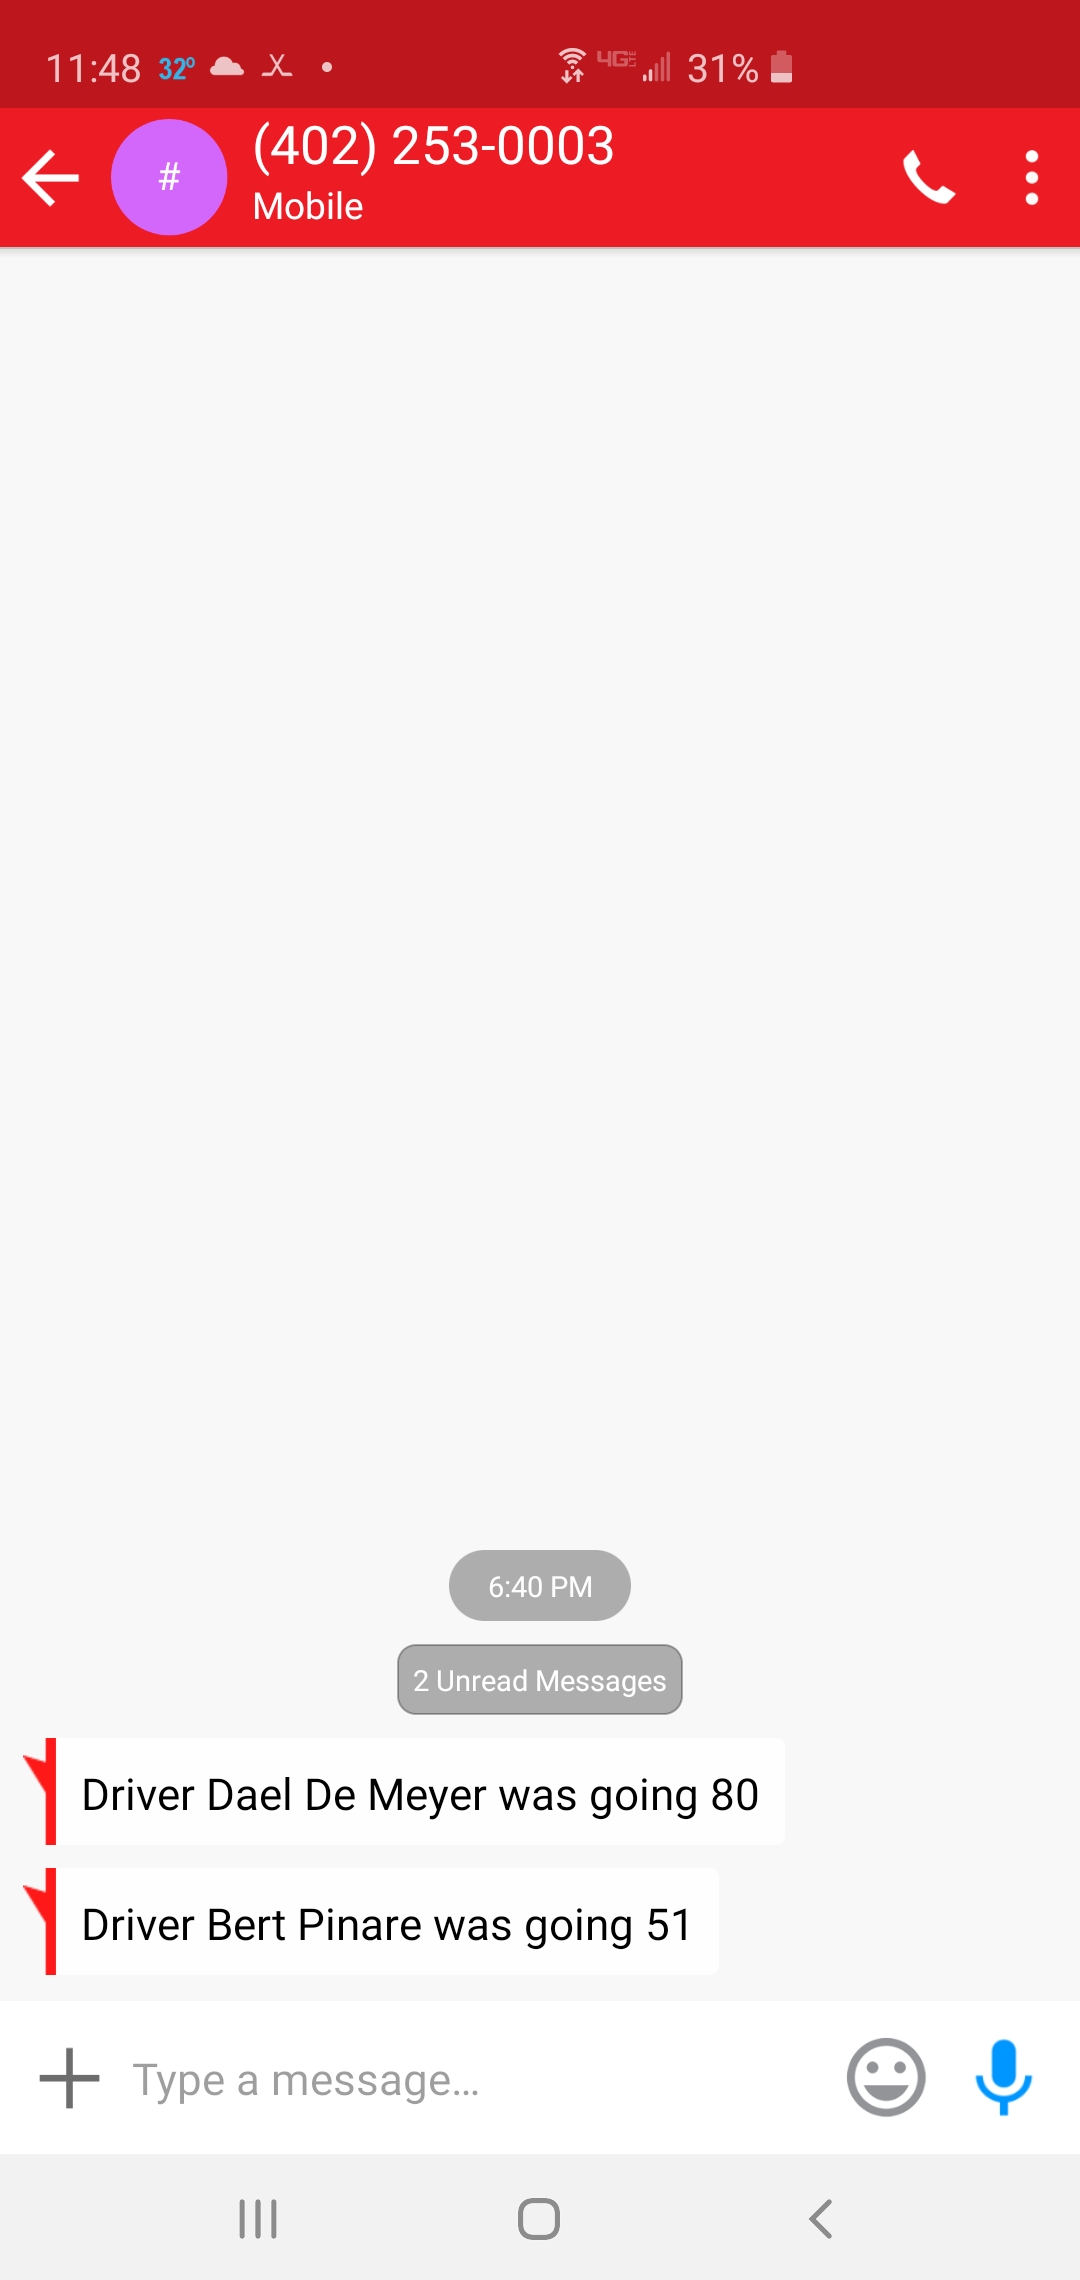 11:48 32° 4G LTE 31%
#
(402) 253-0003
Mobile
6:40 PM
2 Unread Messages
Driver Dael De Meyer was going 80
Driver Bert Pinare was going 51
Type a message...